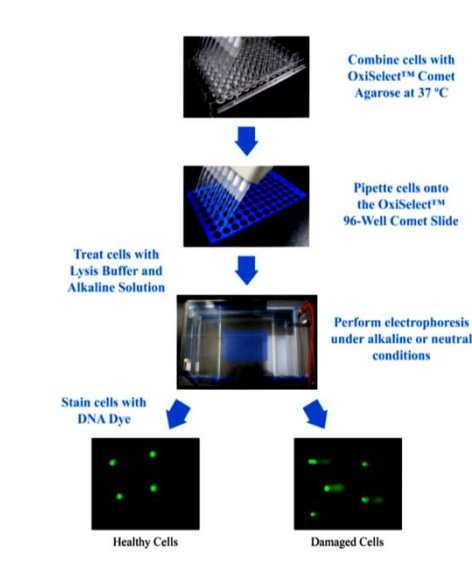 Combine cells with
OxiSelect™ Comet
Agarose at 37 ºC
Pipette cells onto
the OxiSelect™
96-Well Comet Slide
Treat cells with
Lysis Buffer and
Alkaline Solution
Perform electrophoresis
under alkaline or neutral
conditions
Stain cells with
DNA Dye
Healthy Cells
Damaged Cells